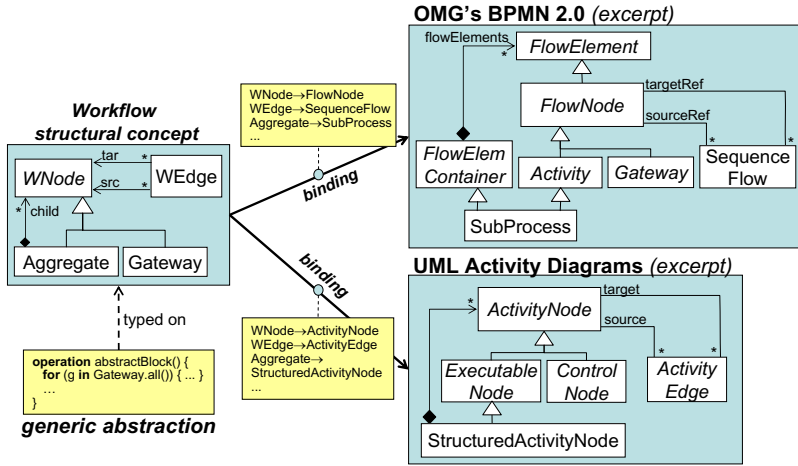 OMG's BPMN 2.0 (excerpt)
flowElements
*
FlowElement
targetRef
FlowNode
sourceRef
*
*
FlowElem
Container
Activity
Gateway
Sequence
Flow
SubProcess
WNode→FlowNode
WEdge→SequenceFlow
Aggregate→SubProcess
...
binding
Workflow
structural concept
WNode
tar
*
src
*
WEdge
*
child
Aggregate
Gateway
typed on
operation abstractBlock() {
for (g in Gateway.all()) { ... }
...
}
generic abstraction
binding
WNode→ActivityNode
WEdge→ActivityEdge
Aggregate→
StructuredActivityNode
...
UML Activity Diagrams (excerpt)
*
ActivityNode
target
source
*
*
Executable
Node
Control
Node
Activity
Edge
StructuredActivityNode